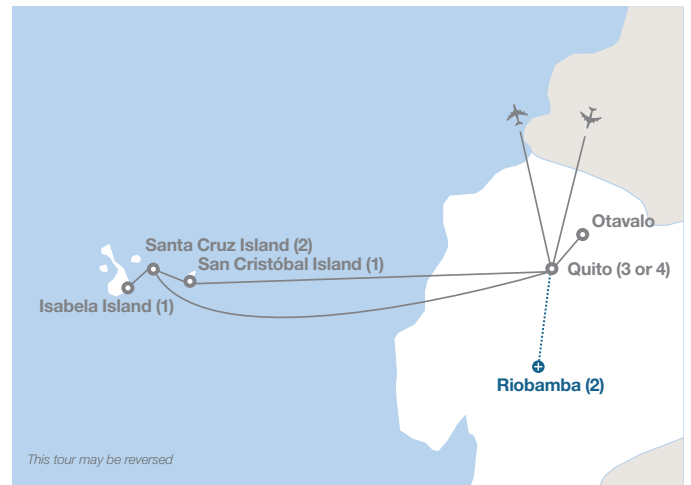 Otavalo
Santa Cruz Island (2)
San Cristóbal Island (1)
Quito (3 or 4)
Isabela Island (1)
Riobamba (2)
This tour may be reversed